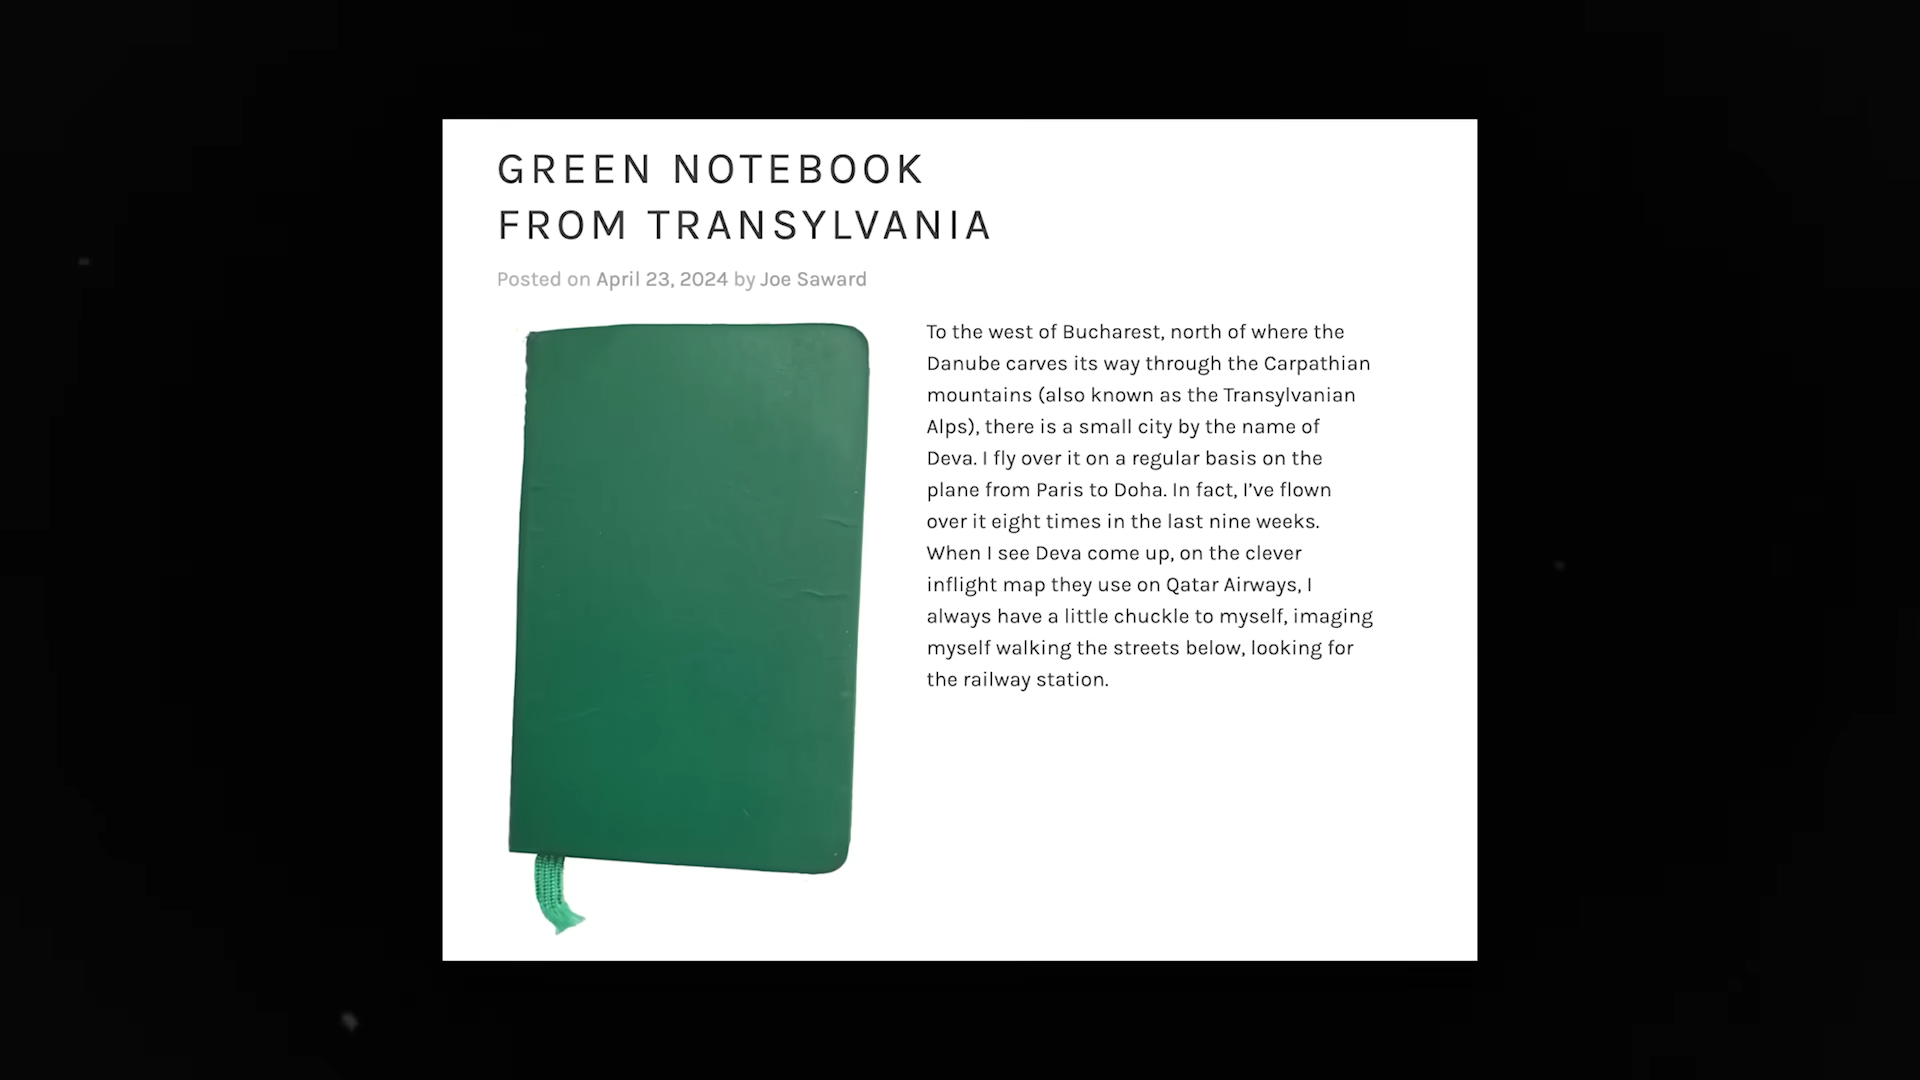 GREEN NOTEBOOK
FROM TRANSYLVANIA
Posted on April 23, 2024 by Joe Saward
To the west of Bucharest, north of where the
Danube carves its way through the Carpathian
mountains (also known as the Transylvanian
Alps), there is a small city by the name of
Deva. I fly over it on a regular basis on the
plane from Paris to Doha. In fact, I’ve flown
over it eight times in the last nine weeks.
When I see Deva come up, on the clever
inflight map they use on Qatar Airways, I
always have a little chuckle to myself, imaging
myself walking the streets below, looking for
the railway station.